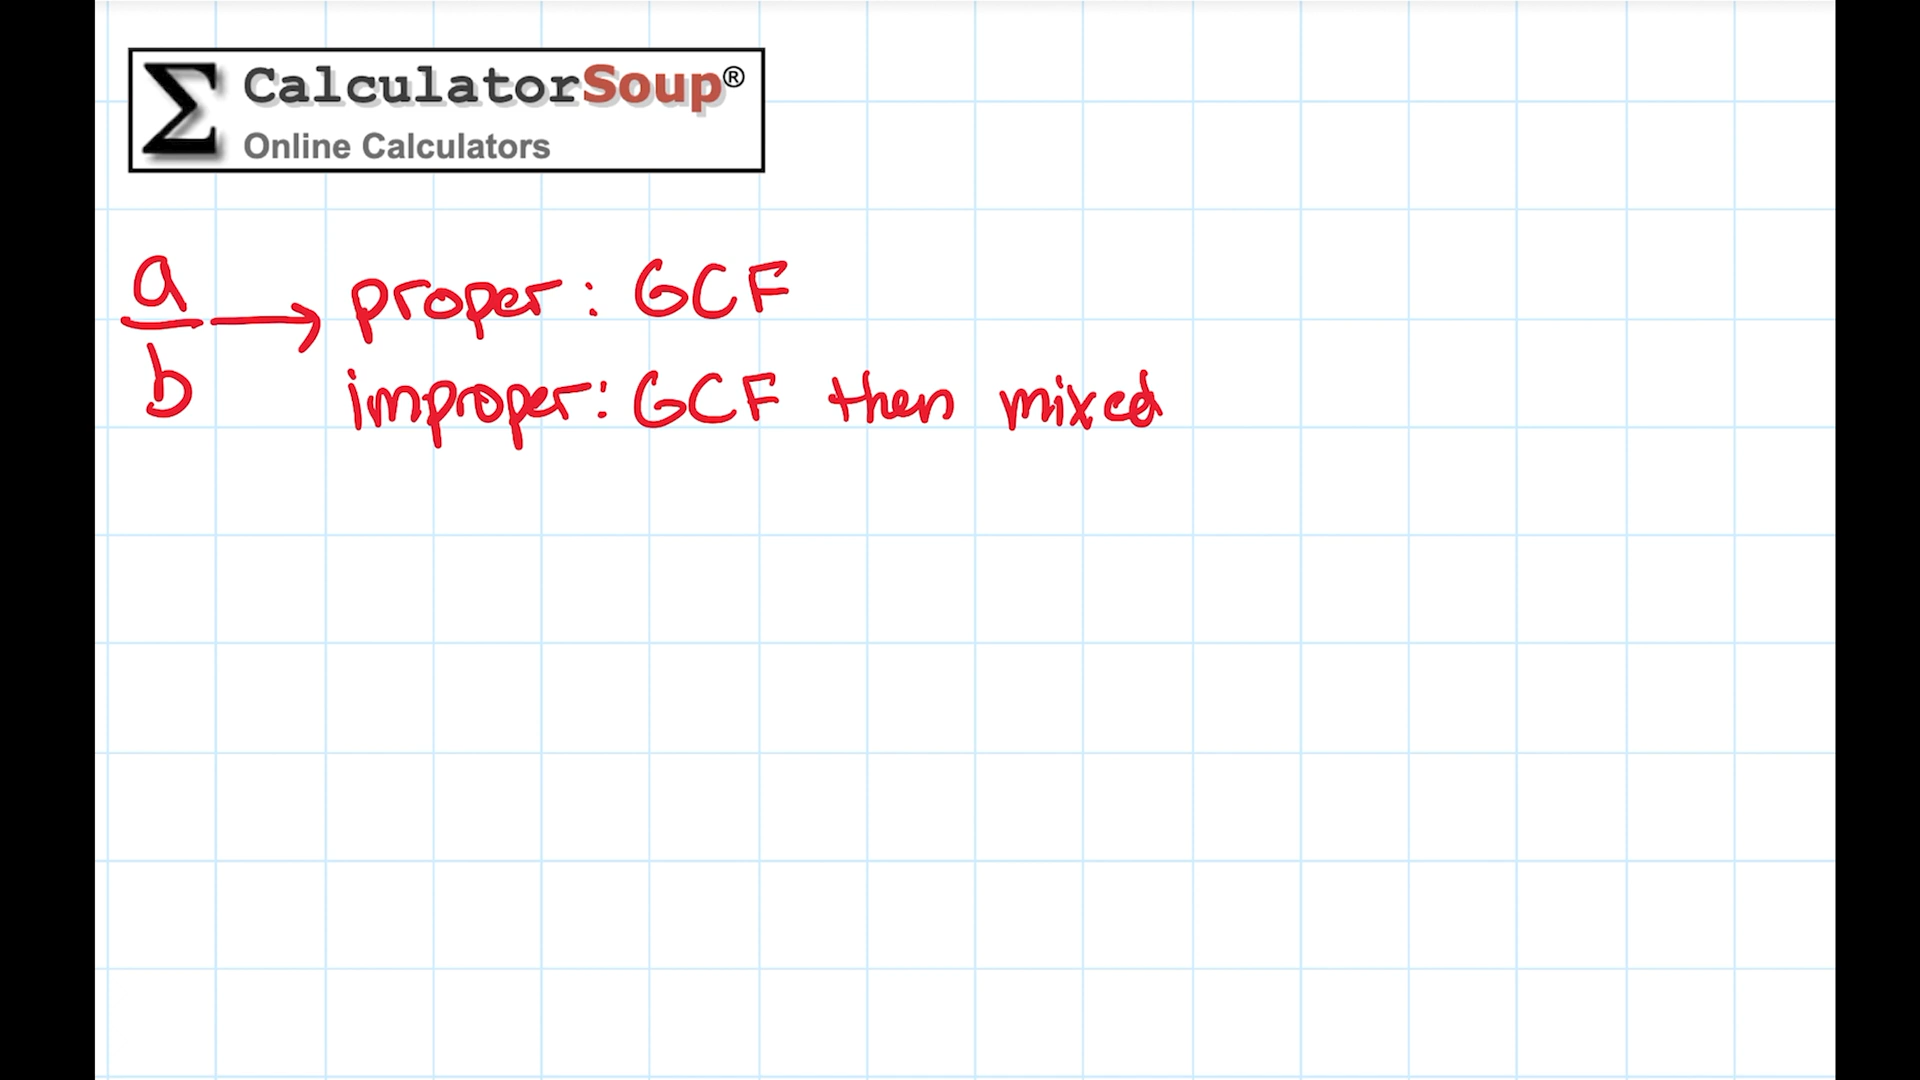 CalculatorSoup®
Online Calculators
a
b
proper: GCF
improper: GCF then mixed